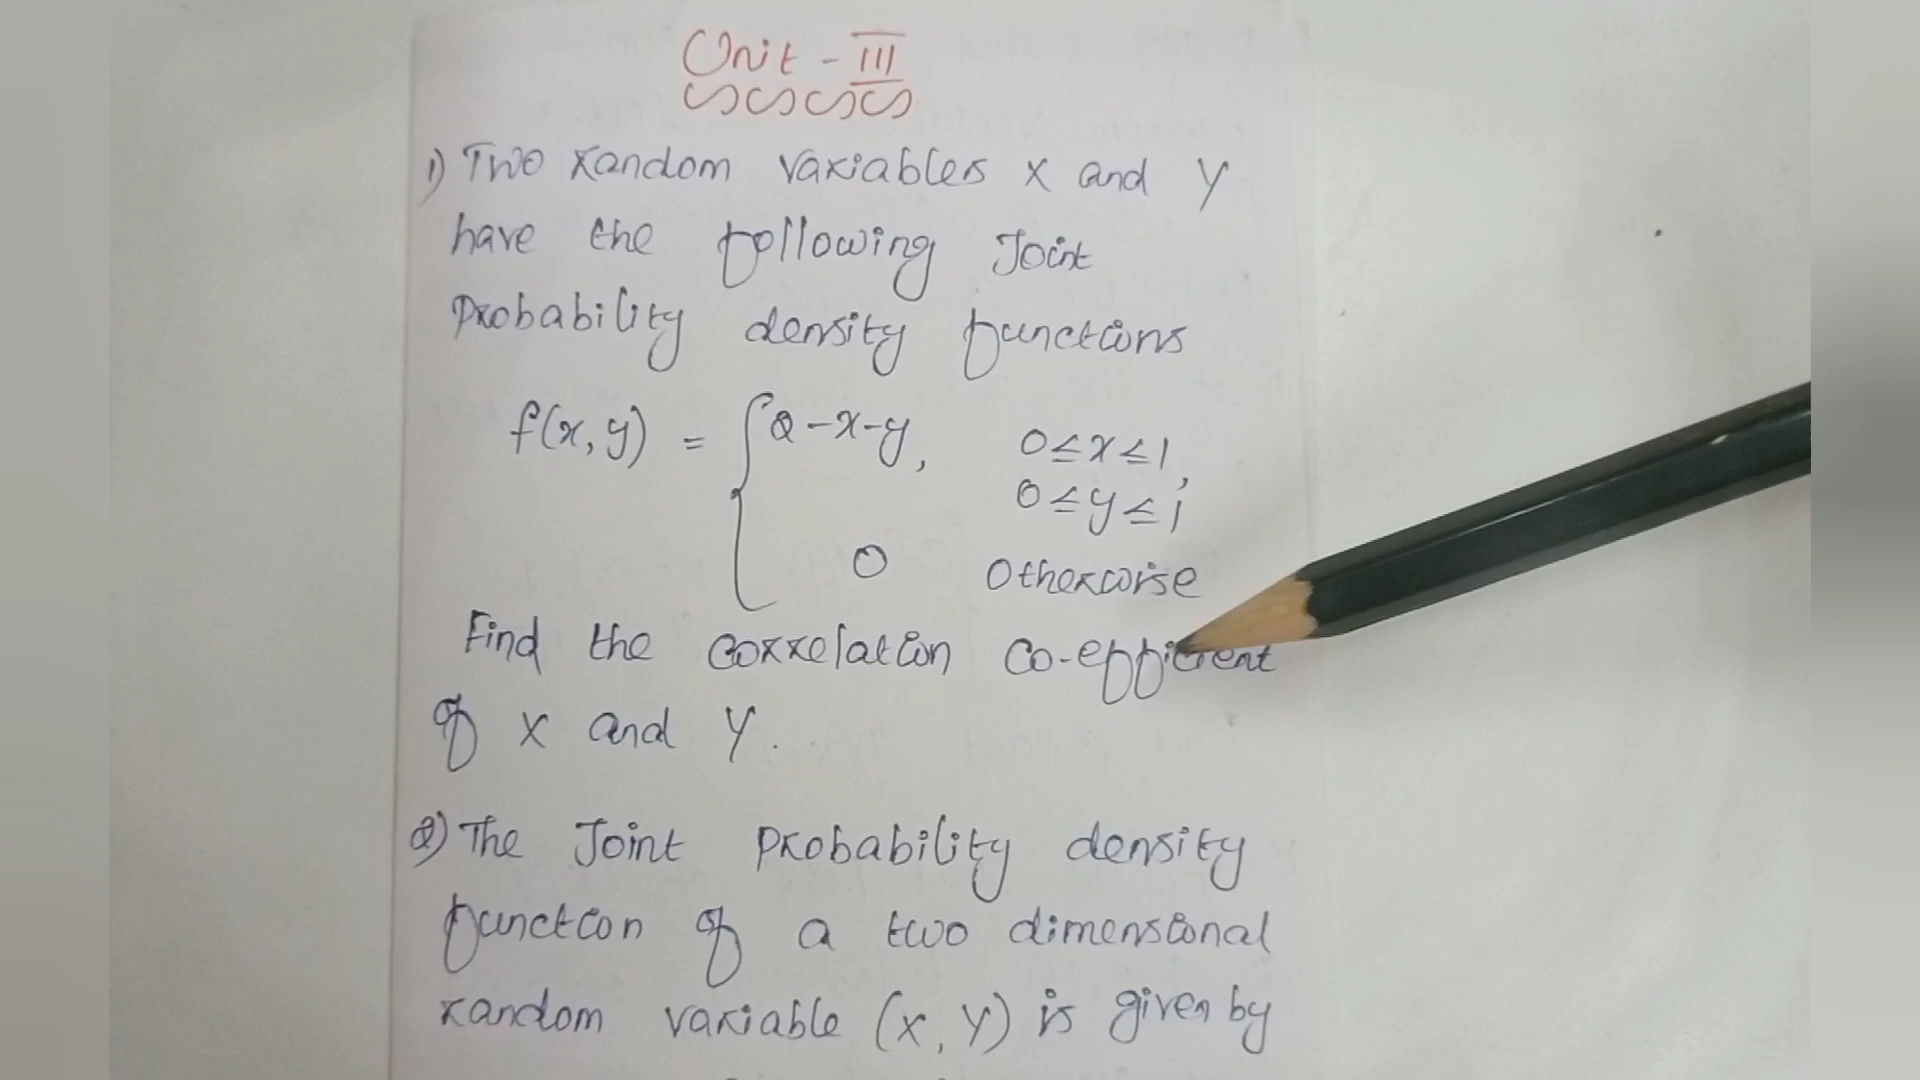 Unit - III
1) Two random variables X and Y
have the following Joint
Probability density functions
f(x, y) = { 2-x-y, 0≤x≤1,
0≤y≤1
0 Otherwise
Find the correlation Co-efficient
of X and Y.
2) The Joint Probability density
function of a two dimensional
random variable (X, Y) is given by